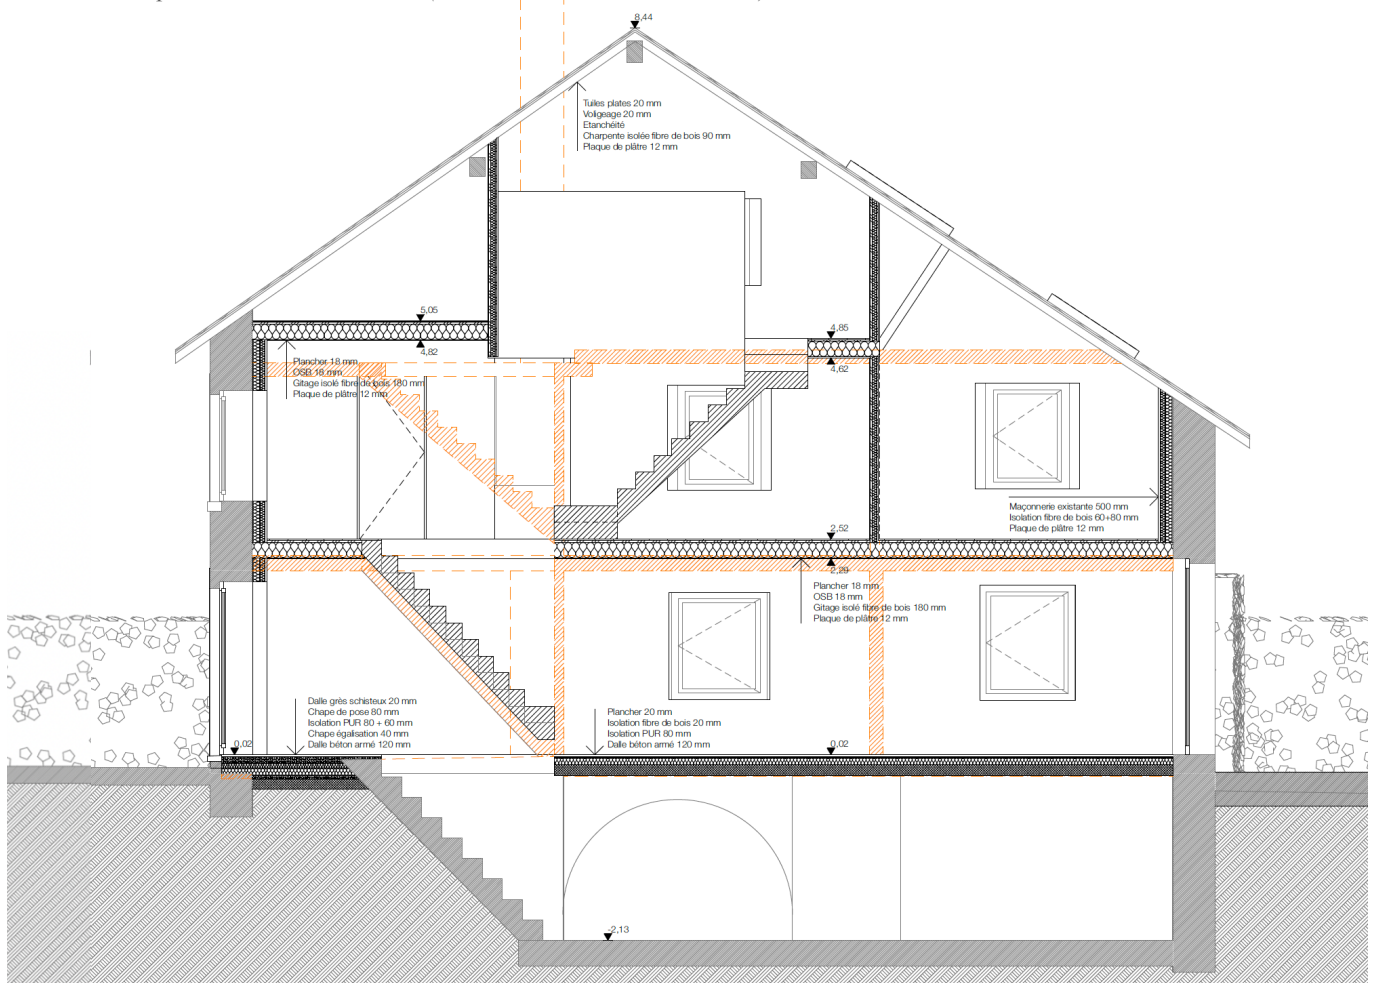 8,44
Tuiles plates 20 mm
Voligeage 20 mm
Etanchéité
Charpente isolée fibre de bois 90 mm
Plaque de plâtre 12 mm
5,05
4,82
4,85
4,62
Plancher 18 mm
OSB 18 mm
Gitage isolé fibre de bois 180 mm
Plaque de plâtre 12 mm
Maçonnerie existante 500 mm
Isolation fibre de bois 60+80 mm
Plaque de plâtre 12 mm
2,52
2,29
Plancher 18 mm
OSB 18 mm
Gitage isolé fibre de bois 180 mm
Plaque de plâtre 12 mm
Dalle grès schisteux 20 mm
Chape de pose 80 mm
Isolation PUR 80 + 60 mm
Chape égalisation 40 mm
Dalle béton armé 120 mm
Plancher 20 mm
Isolation fibre de bois 20 mm
Isolation PUR 80 mm
Dalle béton armé 120 mm
0,02
0,02
-2,13